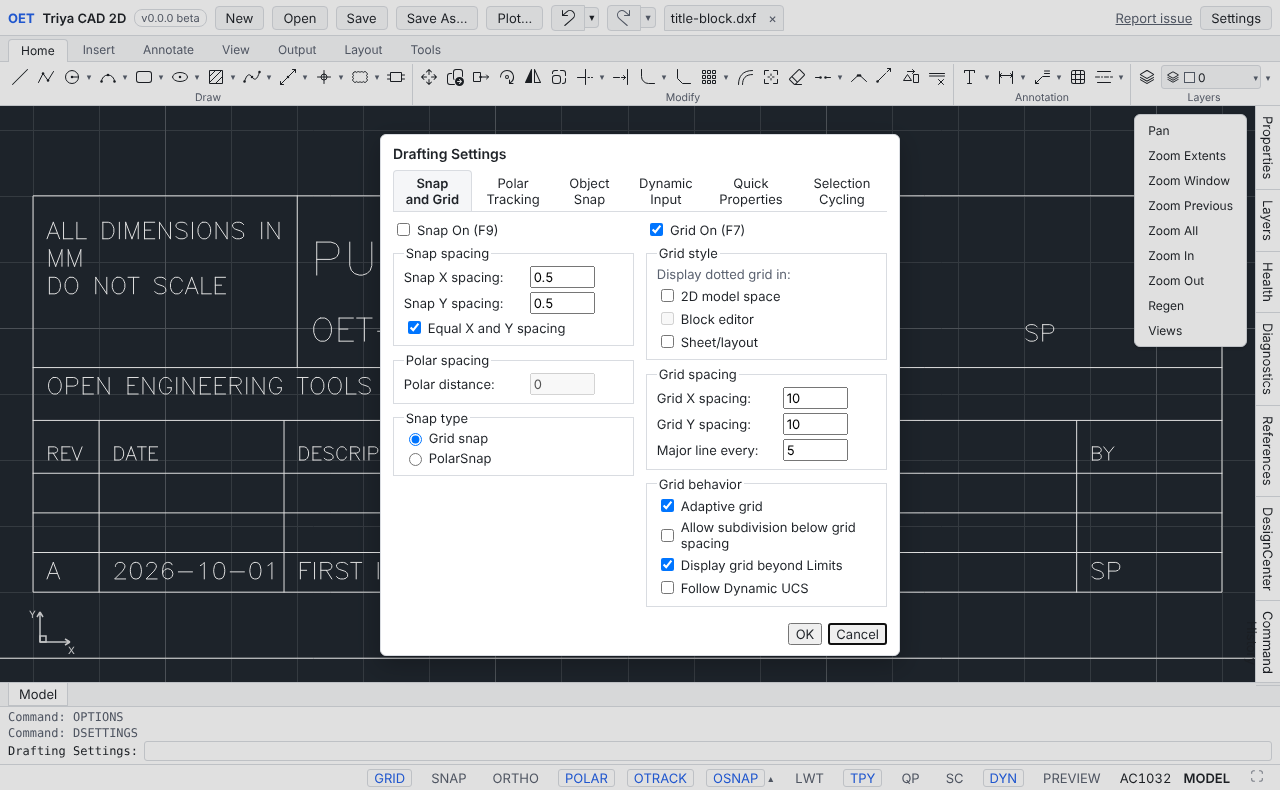 OET Triya CAD 2D v0.0.0 beta New Open Save Save As... Plot... title-block.dxf × Report issue Settings
Home Insert Annotate View Output Layout Tools
0
Draw Modify Annotation Layers
Pan
Zoom Extents
Zoom Window
Zoom Previous
Zoom All
Zoom In
Zoom Out
Regen
Views
Properties
Layers
Health
Diagnostics
References
DesignCenter
Command
ALL DIMENSIONS IN
MM
DO NOT SCALE
PU
OET-
SP
OPEN ENGINEERING TOOLS
REV DATE DESCRIP BY
A 2026-10-01 FIRST SP
Y
X
Drafting Settings
Snap
and Grid
Polar
Tracking
Object
Snap
Dynamic
Input
Quick
Properties
Selection
Cycling
Snap On (F9)
Snap spacing
Snap X spacing: 0.5
Snap Y spacing: 0.5
Equal X and Y spacing
Polar spacing
Polar distance: 0
Snap type
Grid snap
PolarSnap
Grid On (F7)
Grid style
Display dotted grid in:
2D model space
Block editor
Sheet/layout
Grid spacing
Grid X spacing: 10
Grid Y spacing: 10
Major line every: 5
Grid behavior
Adaptive grid
Allow subdivision below grid
spacing
Display grid beyond Limits
Follow Dynamic UCS
OK Cancel
Model
Command: OPTIONS
Command: DSETTINGS
Drafting Settings:
GRID SNAP ORTHO POLAR OTRACK OSNAP LWT TPY QP SC DYN PREVIEW AC1032 MODEL